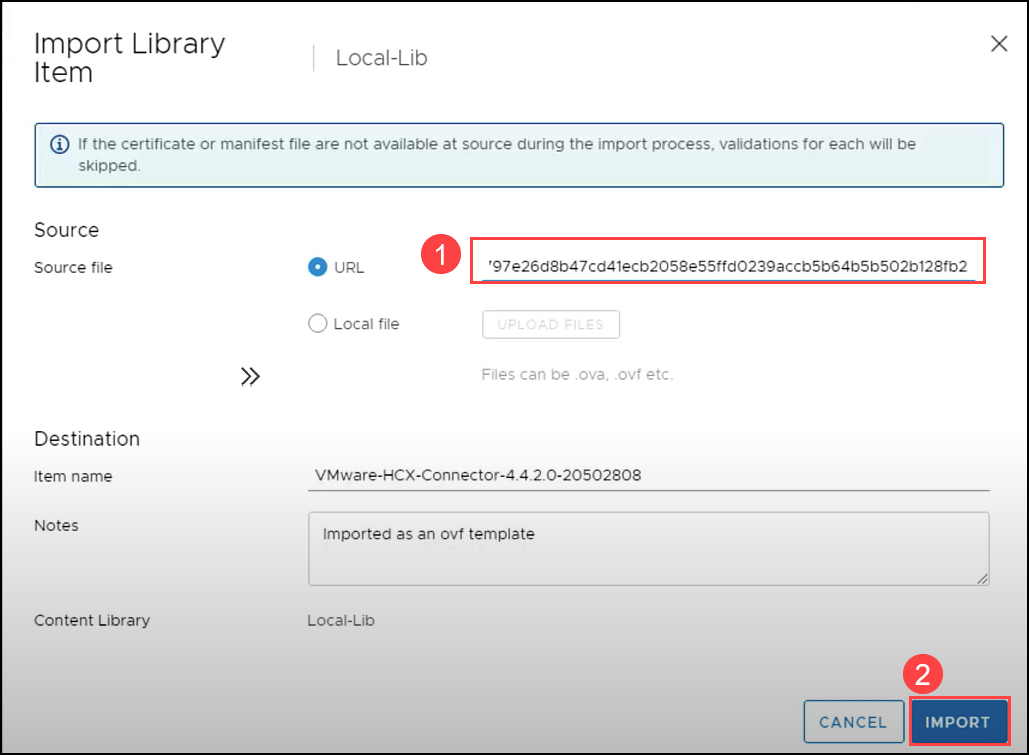 Import Library
Item
Local-Lib
If the certificate or manifest file are not available at source during the import process, validations for each will be
skipped.
Source
Source file
URL
1
797e26d8b47cd41ecb2058e55ffd0239accb5b64b5b502b128fb2
Local file
UPLOAD FILES
Files can be .ova, .ovf etc.
Destination
Item name
VMware-HCX-Connector-4.4.2.0-20502808
Notes
Imported as an ovf template
Content Library
Local-Lib
2
CANCEL
IMPORT